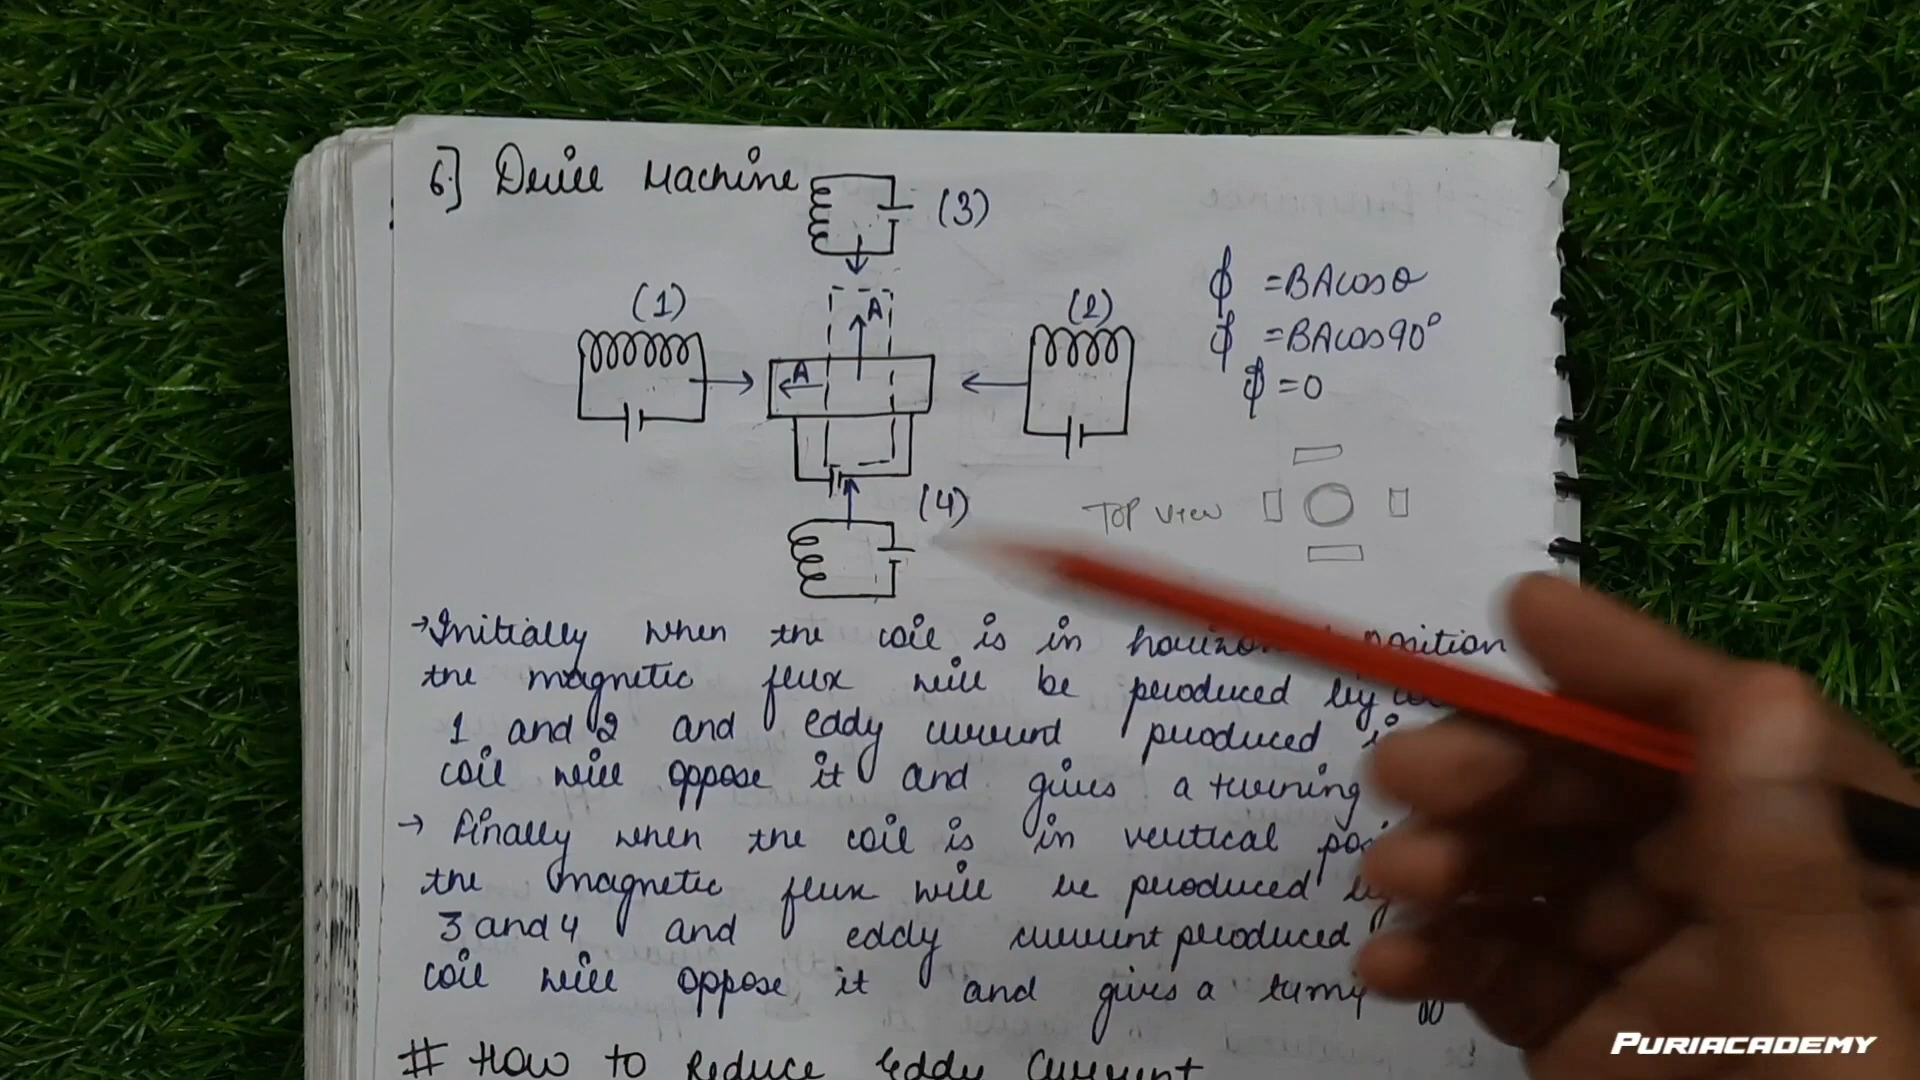 6.] Drill Machine
(3)
(1)
(2)
A
A
(4)
ϕ = BAcosθ
ϕ = BAcos90°
ϕ = 0
TOP View
→ Initially when the coil is in position
the magnetic flux will be produced by
1 and 2 and eddy current produced
coil will oppose it and gives a turning
→ Finally when the coil is in vertical
the magnetic flux will be produced
3 and 4 and eddy current produced
coil will oppose it and gives a
# How to Reduce Eddy Current
PURIACADEMY